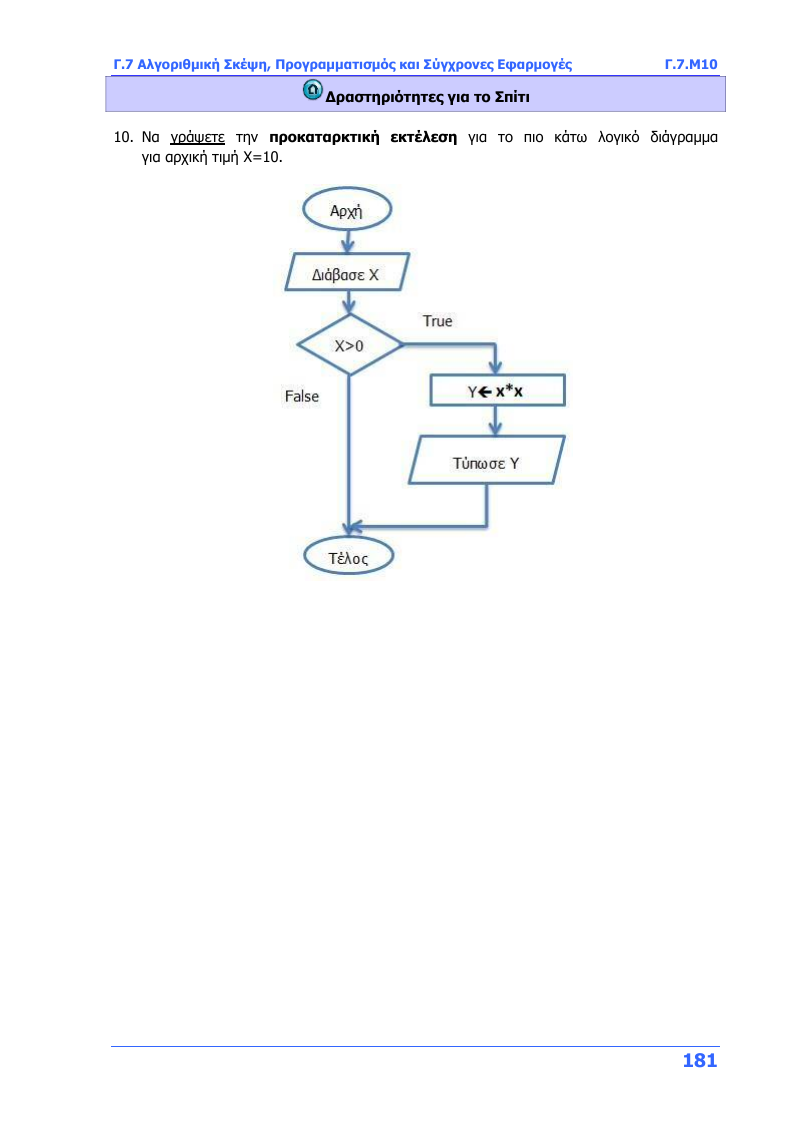 Γ.7 Αλγοριθμική Σκέψη, Προγραμματισμός και Σύγχρονες Εφαρμογές Γ.7.Μ10
Δραστηριότητες για το Σπίτι
10. Να γράψετε την προκαταρκτική εκτέλεση για το πιο κάτω λογικό διάγραμμα
για αρχική τιμή Χ=10.
Αρχή
Διάβασε Χ
True
Χ>0
False
Υ🡸 x*x
Τύπωσε Υ
Τέλος
181